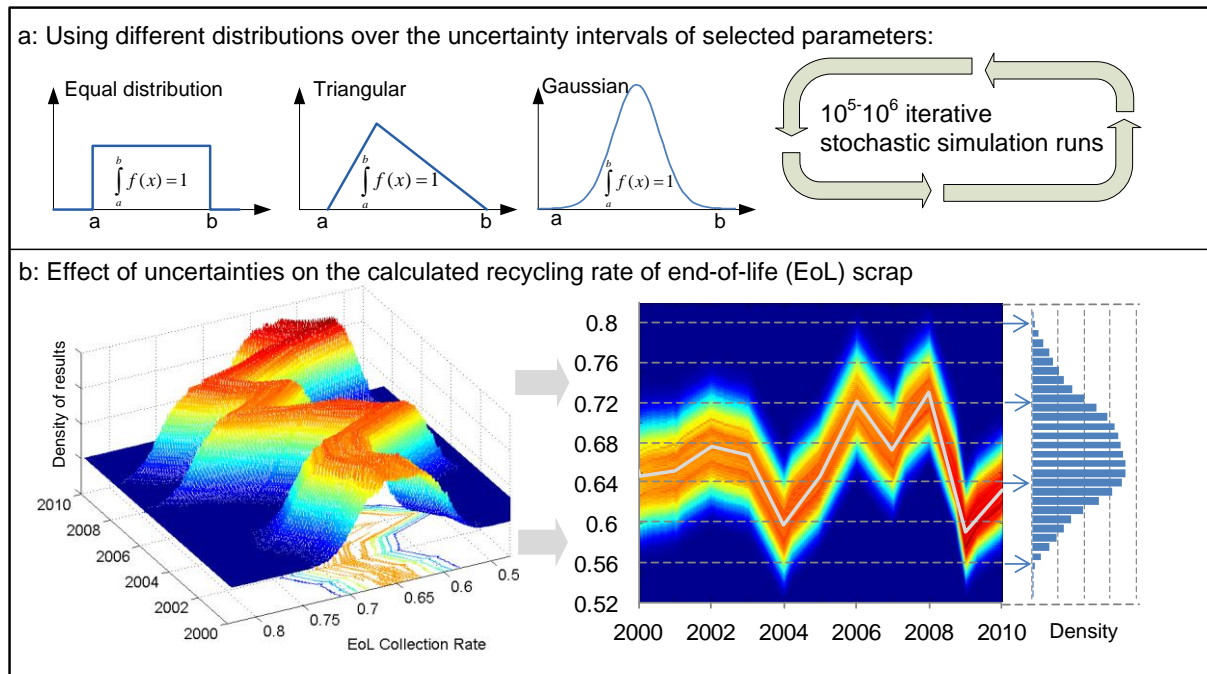 a: Using different distributions over the uncertainty intervals of selected parameters:
Equal distribution
b
∫ f(x) = 1
a
a
b
Triangular
b
∫ f(x) = 1
a
a
b
Gaussian
b
∫ f(x) = 1
a
a
b
10⁵⁻10⁶ iterative
stochastic simulation runs
b: Effect of uncertainties on the calculated recycling rate of end-of-life (EoL) scrap
Density of results
2010
2008
2006
2004
2002
2000
0.8
0.75
0.7
0.65
0.6
0.5
EoL Collection Rate
0.8
0.76
0.72
0.68
0.64
0.6
0.56
0.52
2000
2002
2004
2006
2008
2010
Density